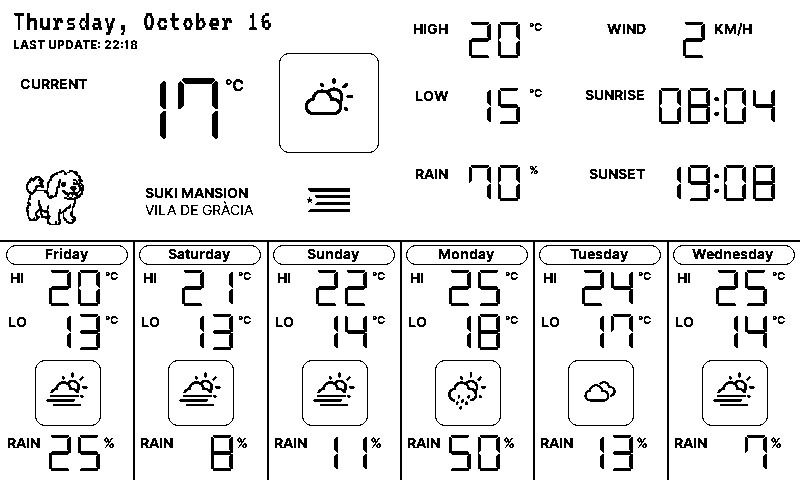 Thursday, October 16
LAST UPDATE: 22:18
CURRENT 17 °C
HIGH 20 °C
LOW 15 °C
RAIN 70 %
WIND 2 KM/H
SUNRISE 08:04
SUNSET 19:08
SUKI MANSION
VILA DE GRÀCIA
Friday
HI 20 °C
LO 13 °C
RAIN 25 %
Saturday
HI 21 °C
LO 13 °C
RAIN 8 %
Sunday
HI 22 °C
LO 14 °C
RAIN 11 %
Monday
HI 25 °C
LO 18 °C
RAIN 50 %
Tuesday
HI 24 °C
LO 17 °C
RAIN 13 %
Wednesday
HI 25 °C
LO 14 °C
RAIN 7 %